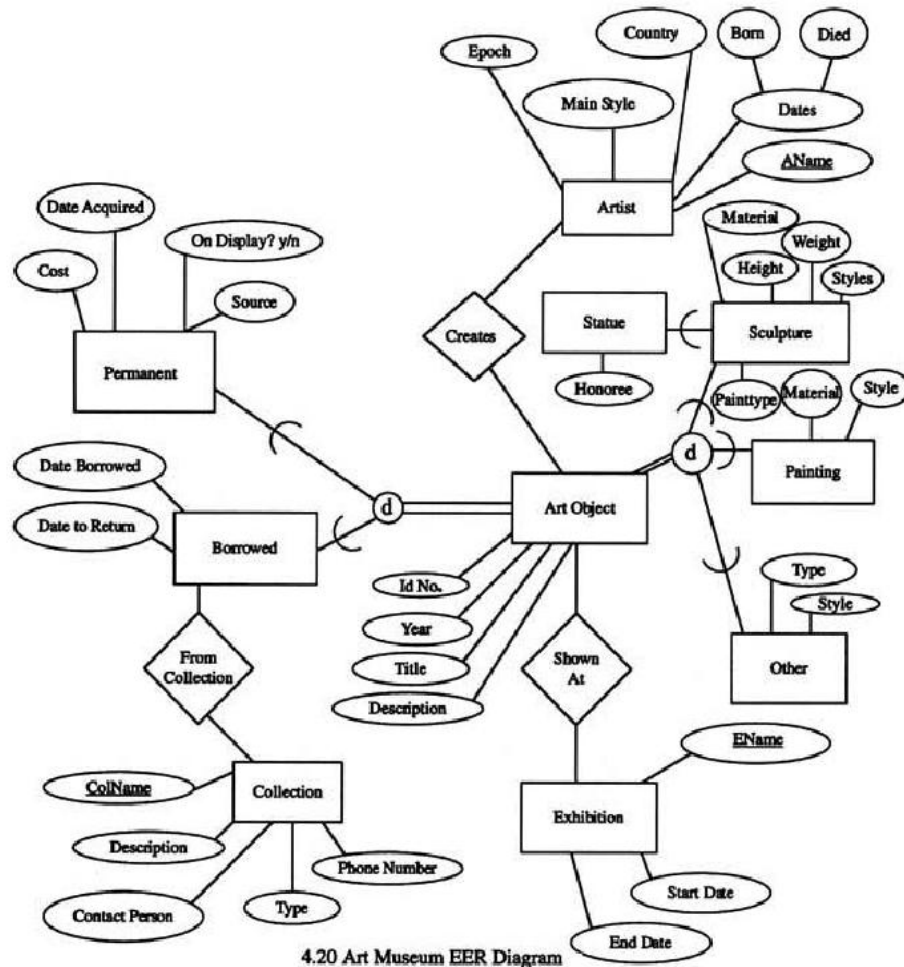 Country
Born
Died
Epoch
Main Style
Dates
AName
Artist
Date Acquired
On Display? y/n
Cost
Source
Permanent
Material
Weight
Height
Styles
Statue
Sculpture
Creates
Honoree
Painttype
Material
Style
d
Painting
Date Borrowed
Date to Return
Borrowed
d
Art Object
Id No.
Year
Title
Description
Type
Style
Other
From
Collection
Shown
At
EName
ColName
Collection
Exhibition
Description
Phone Number
Contact Person
Type
Start Date
End Date
4.20 Art Museum EER Diagram